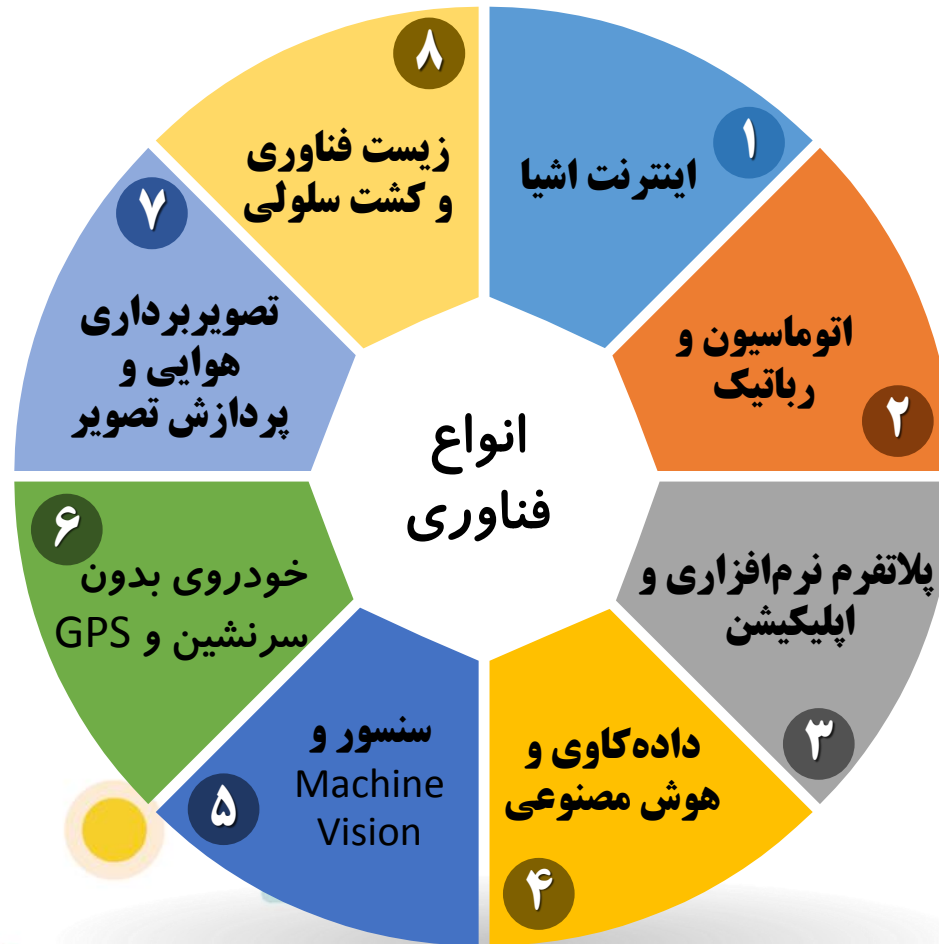 انواع
فناوری
۱
اینترنت اشیا
۲
اتوماسیون و
رباتیک
۳
پلاتفرم نرم‌افزاری و
اپلیکیشن
۴
داده‌کاوی و
هوش مصنوعی
۵
سنسور و
Machine
Vision
۶
خودروی بدون
سرنشین و GPS
۷
تصویربرداری
هوایی و
پردازش تصویر
۸
زیست فناوری
و کشت سلولی